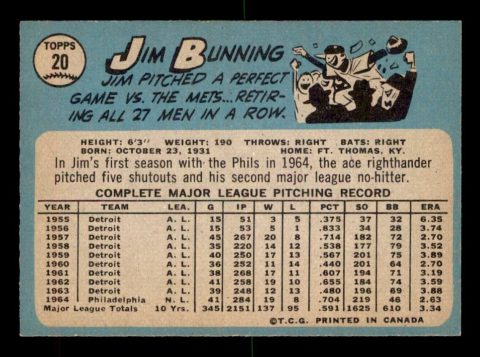 TOPPS
20
JIM BUNNING
JIM PITCHED A PERFECT
GAME VS. THE METS... RETIR-
ING ALL 27 MEN IN A ROW.
HEIGHT: 6'3" WEIGHT: 190 THROWS: RIGHT BATS: RIGHT
BORN: OCTOBER 23, 1931 HOME: FT. THOMAS, KY.
In Jim's first season with the Phils in 1964, the ace righthander
pitched five shutouts and his second major league no-hitter.
COMPLETE MAJOR LEAGUE PITCHING RECORD
YEAR TEAM LEA. G IP W L PCT SO BB ERA
1955 Detroit A. L. 15 51 3 5 .375 37 32 6.35
1956 Detroit A. L. 15 53 5 1 .833 34 28 3.74
1957 Detroit A. L. 45 267 20 8 .714 182 72 2.70
1958 Detroit A. L. 35 220 14 12 .538 177 79 3.52
1959 Detroit A. L. 40 250 17 13 .567 201 75 3.89
1960 Detroit A. L. 36 252 11 14 .440 201 64 2.70
1961 Detroit A. L. 38 268 17 11 .607 194 71 3.19
1962 Detroit A. L. 41 258 19 10 .655 184 74 3.59
1963 Detroit A. L. 39 248 12 13 .480 196 69 3.88
1964 Philadelphia N. L. 41 284 19 8 .704 219 46 2.63
Major League Totals 10 Yrs. 345 2151 137 95 .591 1625 610 3.34
©T.C.G. PRINTED IN CANADA